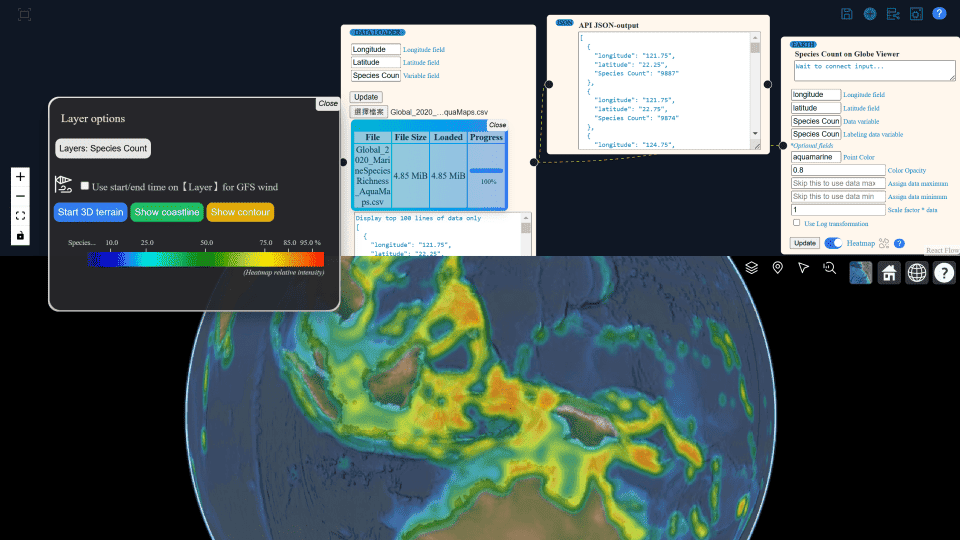 Close
Layer options
Layers: Species Count
Use start/end time on【Layer】for GFS wind
Start 3D terrain
Show coastline
Show contour
Species... 10.0 25.0 50.0 75.0 85.0 95.0 %
(Heatmap relative intensity)
DATA LOADER
Longitude Longitude field
Latitude Latitude field
Species Coun Variable field
Update
選擇檔案 Global_2020_...quaMaps.csv
Close
File File Size Loaded Progress
Global_2
020_Mari
neSpecies
Richness
_AquaMa
ps.csv
4.85 MiB 4.85 MiB
100%
Display top 100 lines of data only
[
{
"longitude": "121.75",
"latitude": "22.25",
JSON
API JSON-output
[
{
"longitude": "121.75",
"latitude": "22.25",
"Species Count": "9887"
},
{
"longitude": "121.75",
"latitude": "22.75",
"Species Count": "9874"
},
{
"longitude": "124.75",
EARTH
Species Count on Globe Viewer
Wait to connect input...
longitude Longitude field
latitude Latitude field
Species Coun Data variable
Species Coun Labeling data variable
*Optional fields
aquamarine Point Color
0.8 Color Opacity
Skip this to use data max Assign data maximum
Skip this to use data min Assign data minimum
1 Scale factor * data
Use Log transformation
Update Heatmap ?
React Flow
?
?